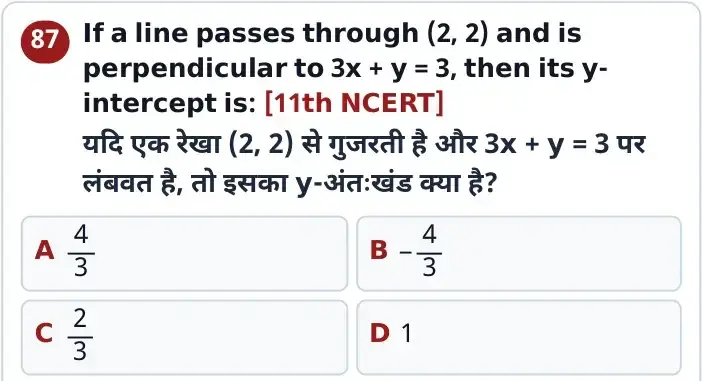 87 If a line passes through (2, 2) and is
perpendicular to 3x + y = 3, then its y-
intercept is: [11th NCERT]
यदि एक रेखा (2, 2) से गुजरती है और 3x + y = 3 पर
लंबवत है, तो इसका y-अंतःखंड क्या है?
A 4/3
B -4/3
C 2/3
D 1